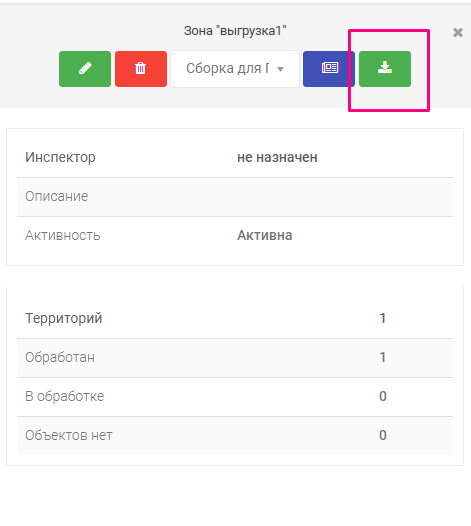 Зона "выгрузка1"
Сборка для Г
Инспектор не назначен
Описание
Активность Активна
Территорий 1
Обработан 1
В обработке 0
Объектов нет 0